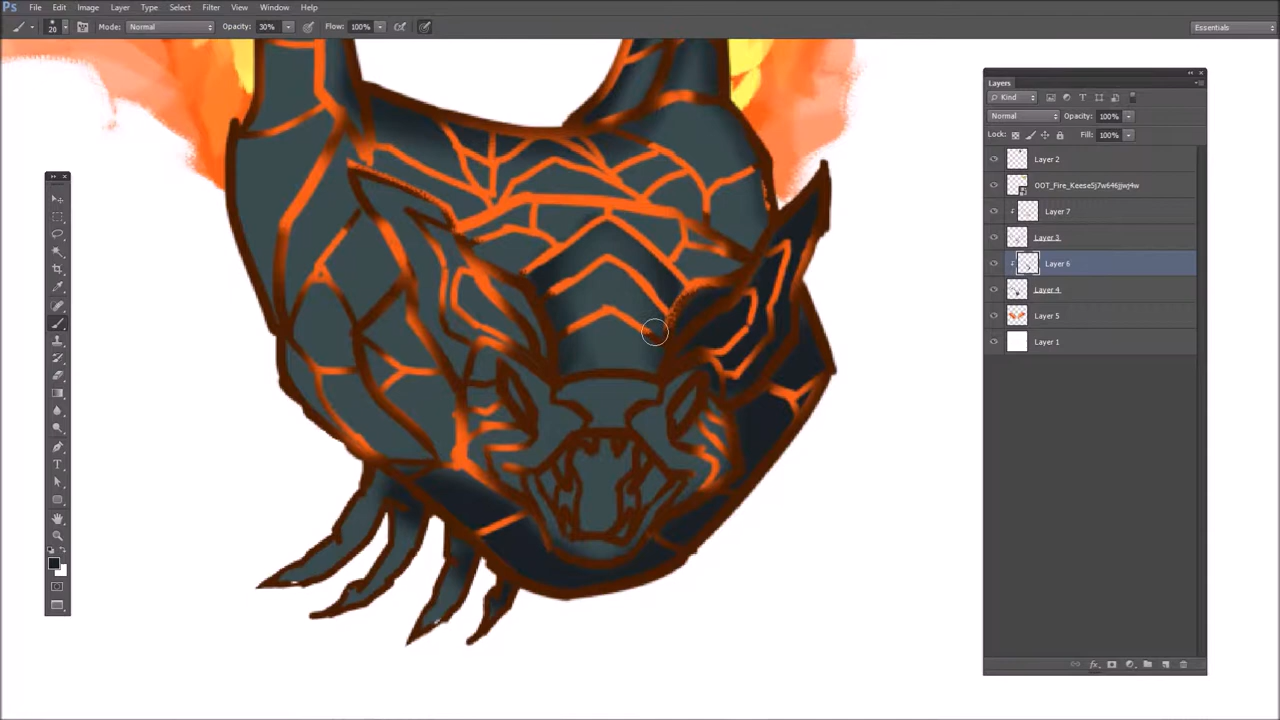 Ps File Edit Image Layer Type Select Filter View Window Help
20 Mode: Normal Opacity: 30% Flow: 100% Essentials
Layers
Kind T
Normal Opacity: 100%
Lock: Fill: 100%
Layer 2
OOT_Fire_Keese5j7w646jjwj4w
Layer 7
Layer 3
Layer 6
Layer 4
Layer 5
Layer 1
T
fx